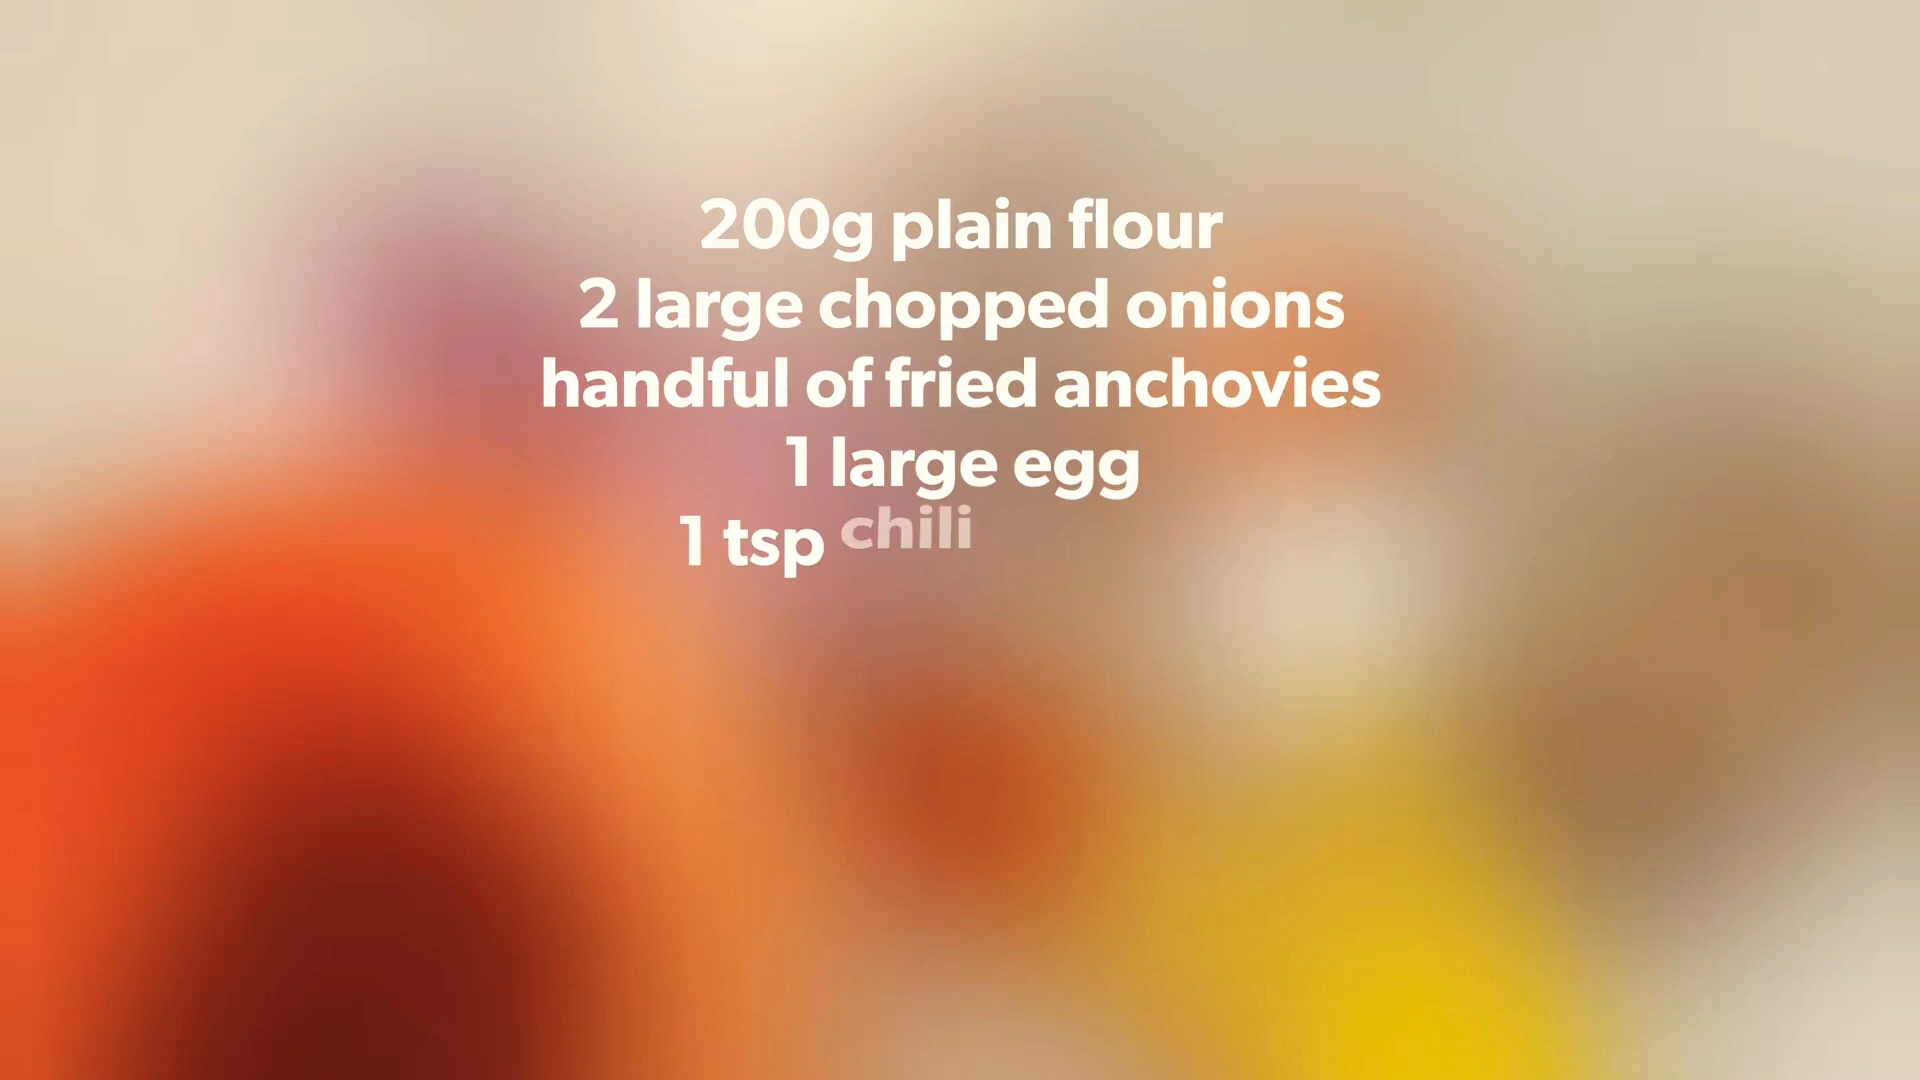 200g plain flour
2 large chopped onions
handful of fried anchovies
1 large egg
1 tsp chili